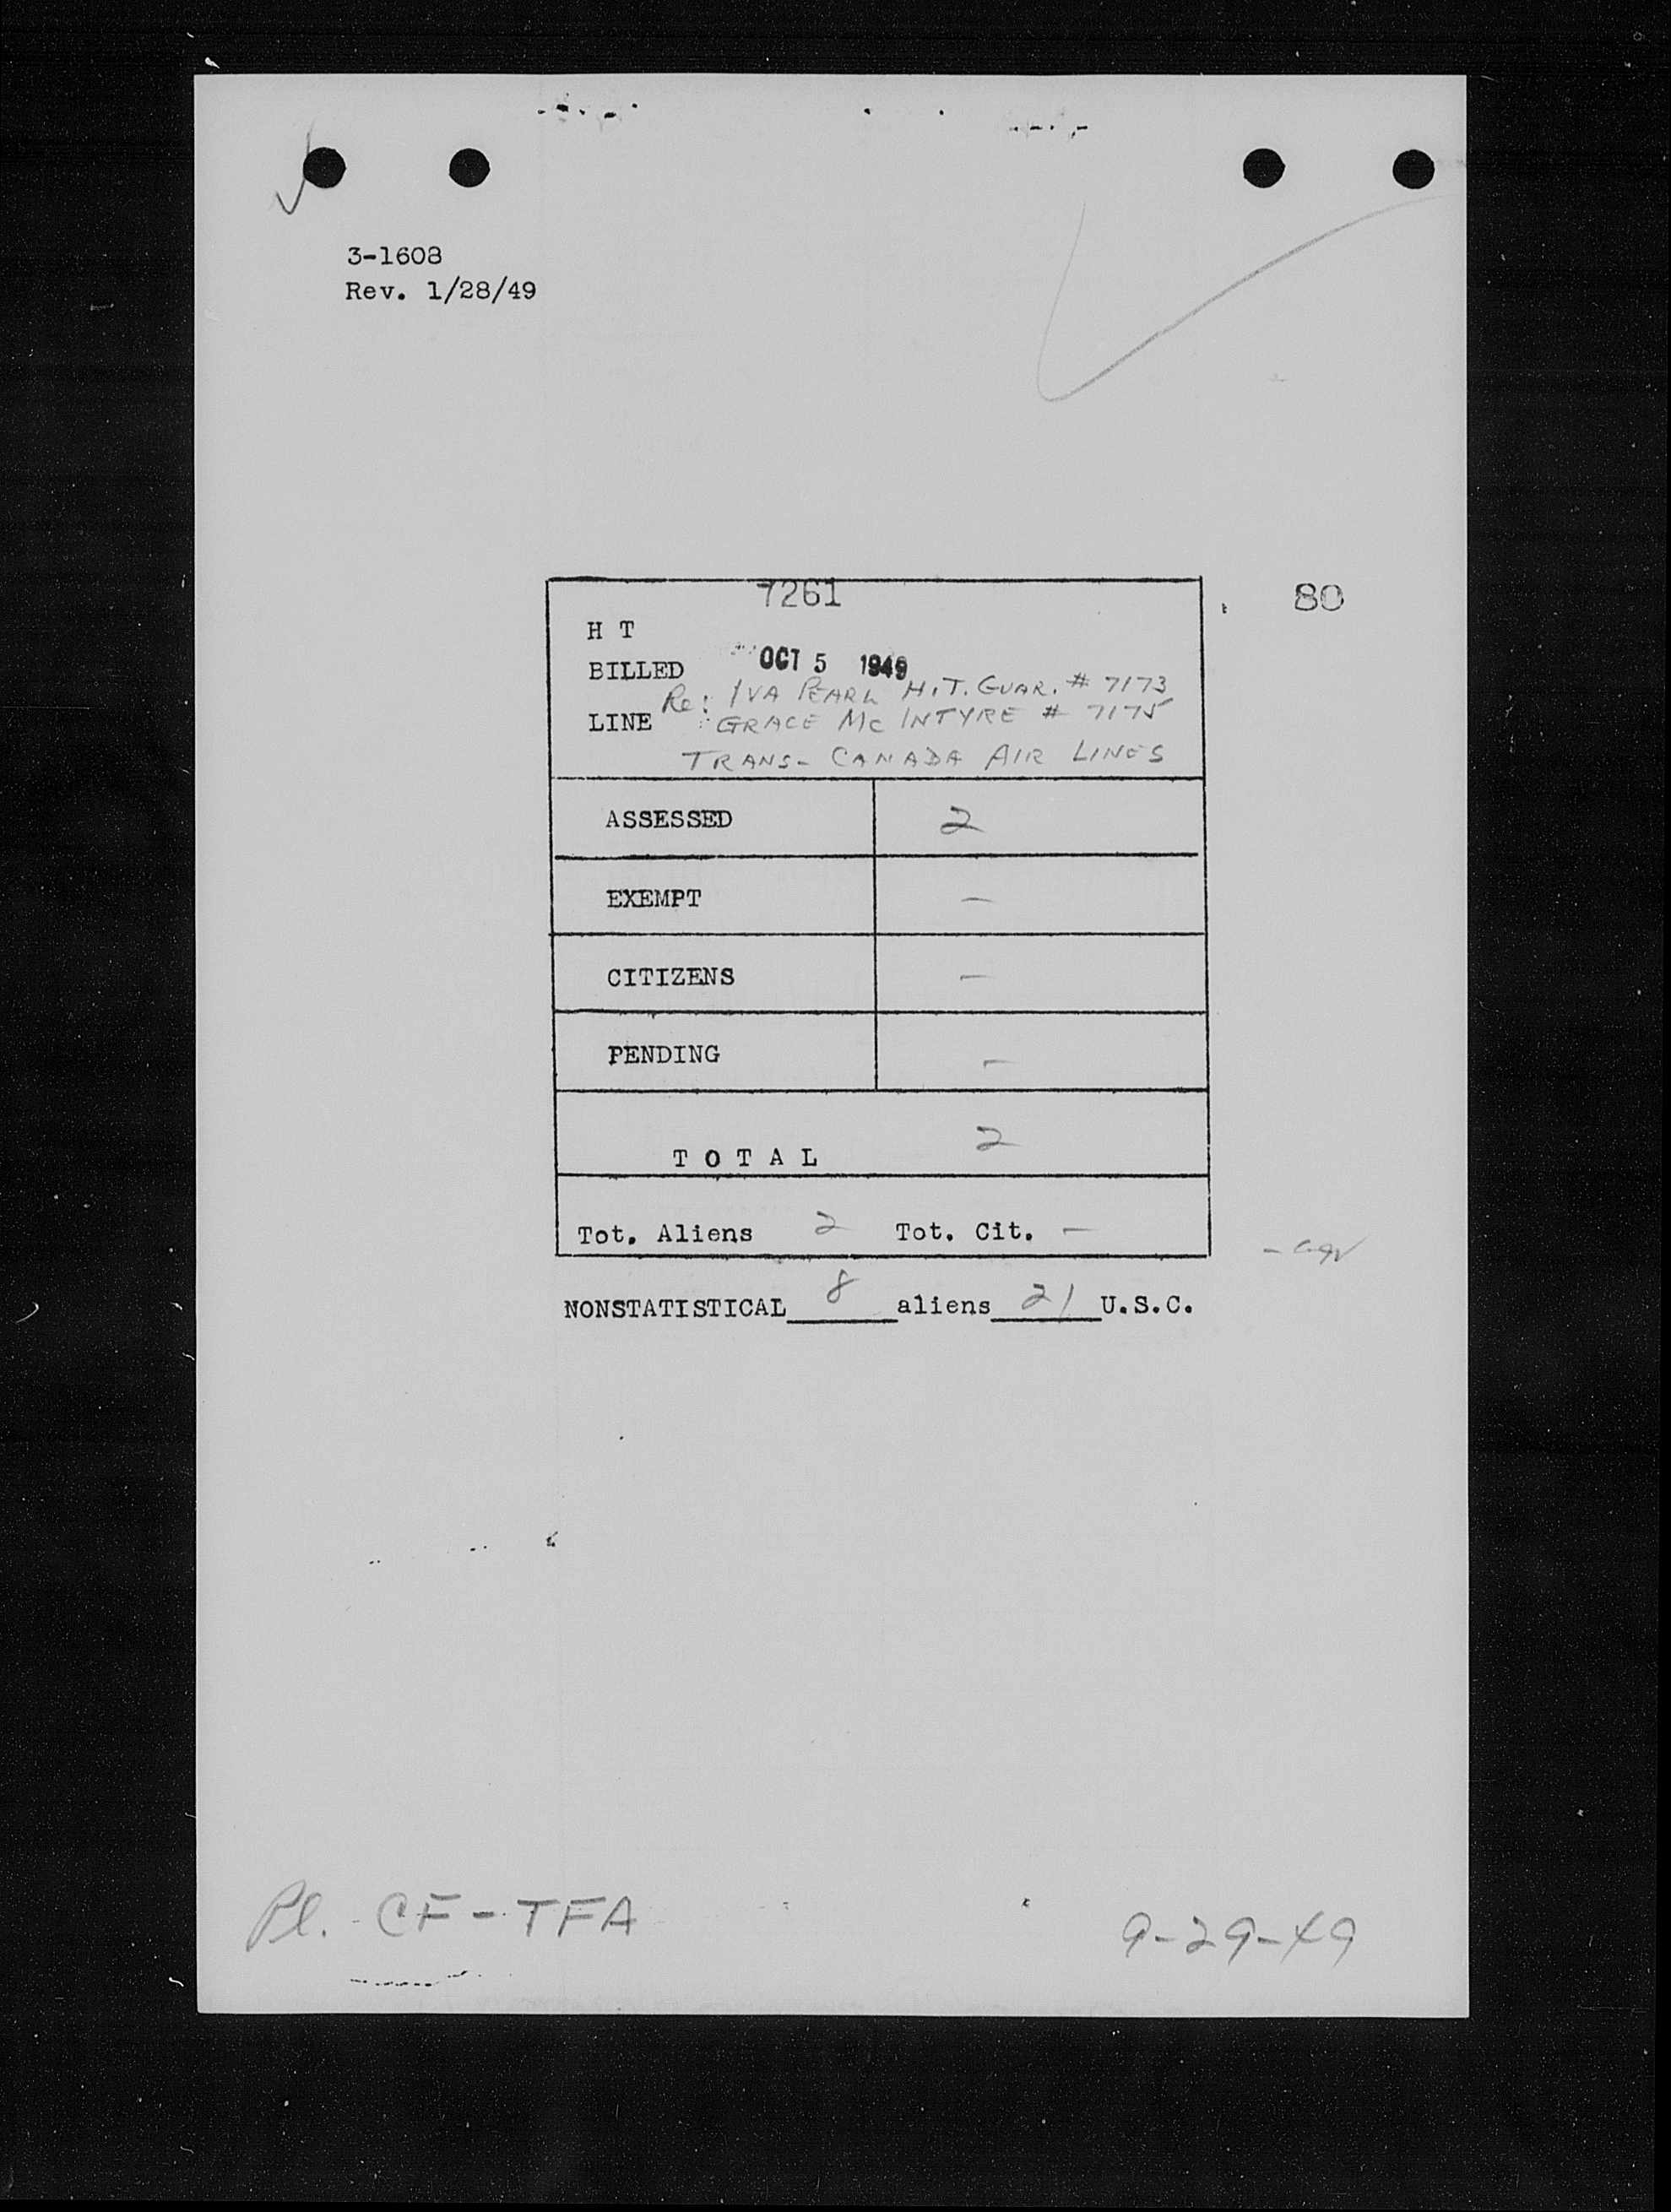 3-1608
Rev. 1/28/49
7261 80
H T
BILLED OCT 5 1949
Re: IVA PEARL H.T. GUAR. # 7173
LINE GRACE Mc INTYRE # 7175
TRANS- CANADA AIR LINES
ASSESSED 2
EXEMPT -
CITIZENS -
PENDING -
T O T A L 2
Tot. Aliens 2 Tot. Cit. -
NONSTATISTICAL 8 aliens 21 U.S.C.
Pl. CF-TFA 9-29-49